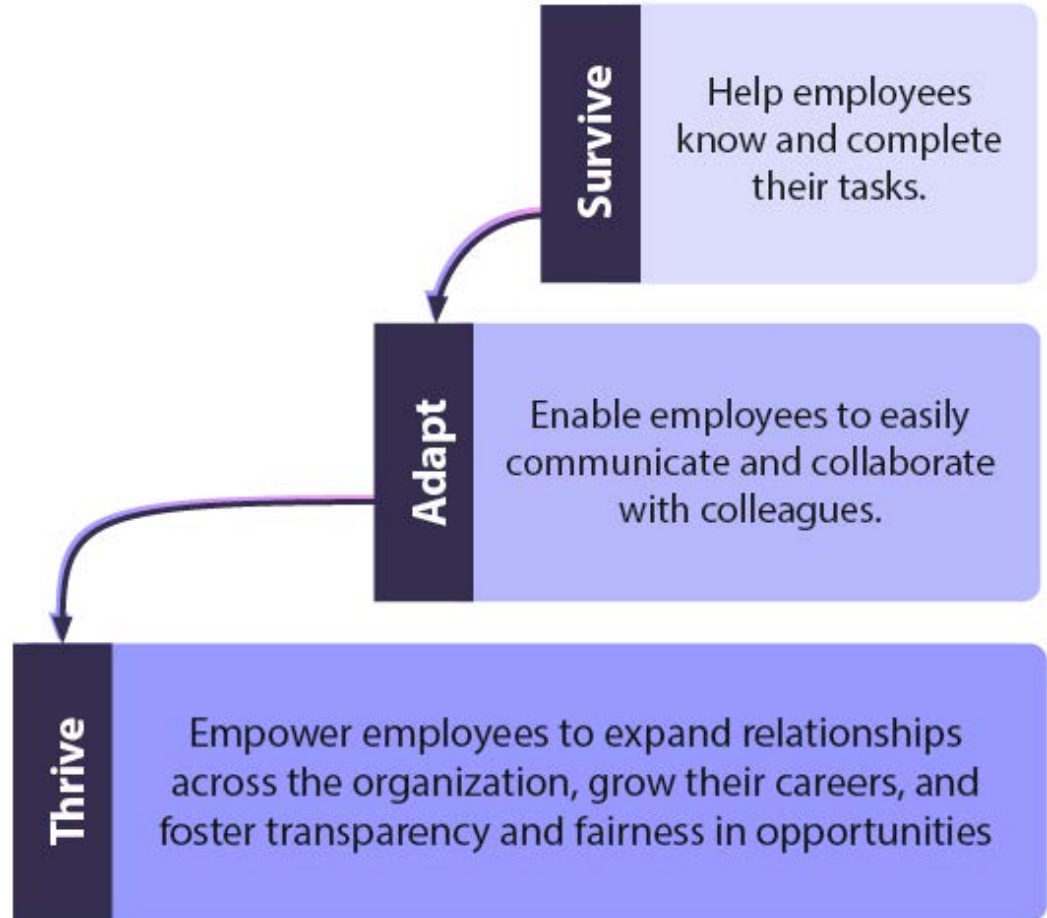 Survive
Help employees
know and complete
their tasks.
Adapt
Enable employees to easily
communicate and collaborate
with colleagues.
Thrive
Empower employees to expand relationships
across the organization, grow their careers, and
foster transparency and fairness in opportunities